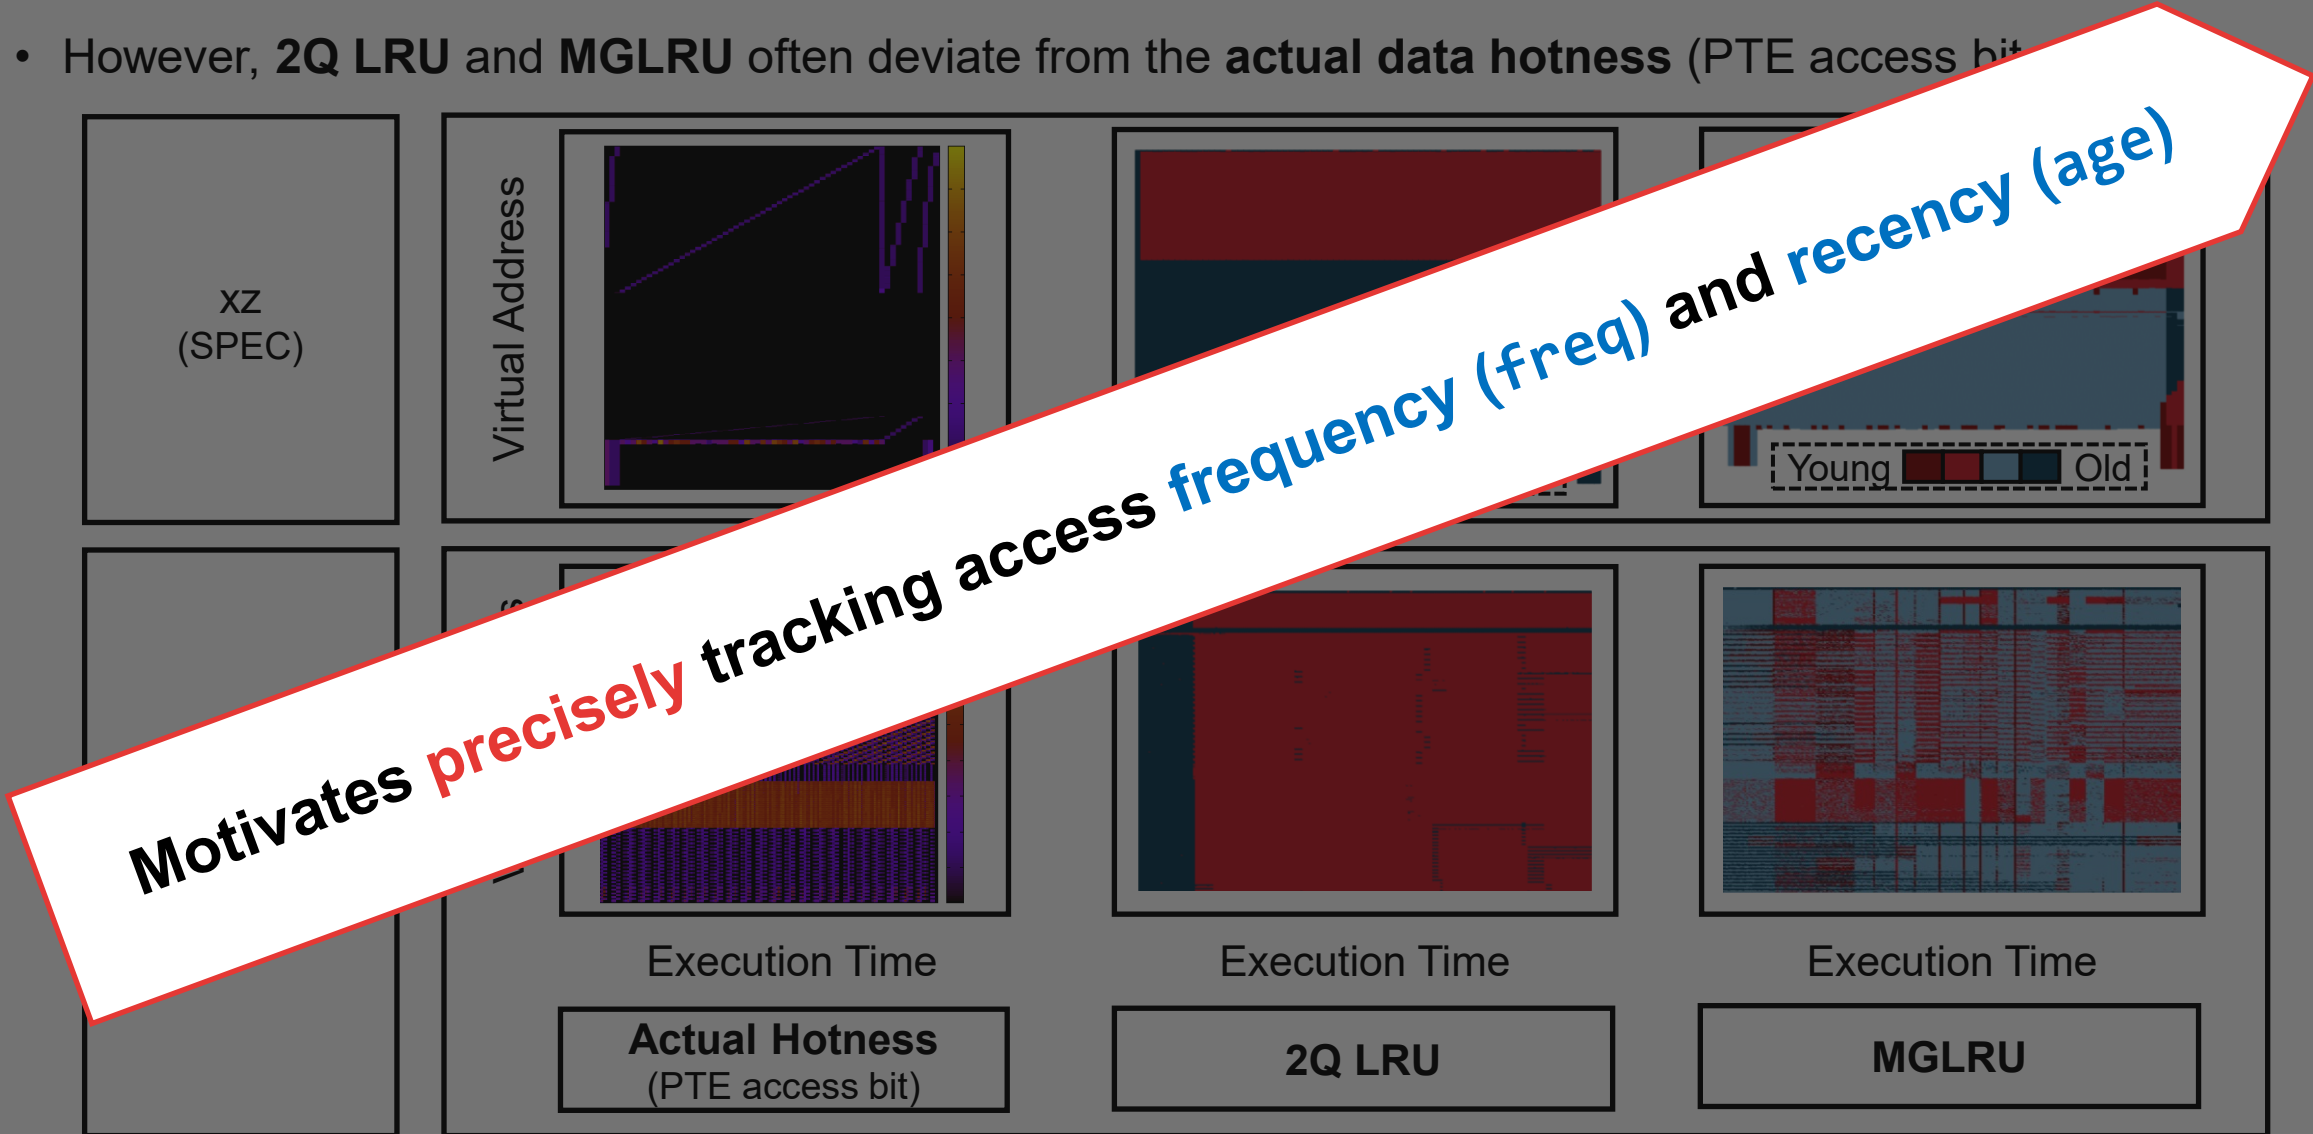 • However, 2Q LRU and MGLRU often deviate from the actual data hotness (PTE access bit
Motivates precisely tracking access frequency (freq) and recency (age)
xz
(SPEC)
Virtual Address
Young Old
Execution Time
Execution Time
Execution Time
Actual Hotness
(PTE access bit)
2Q LRU
MGLRU